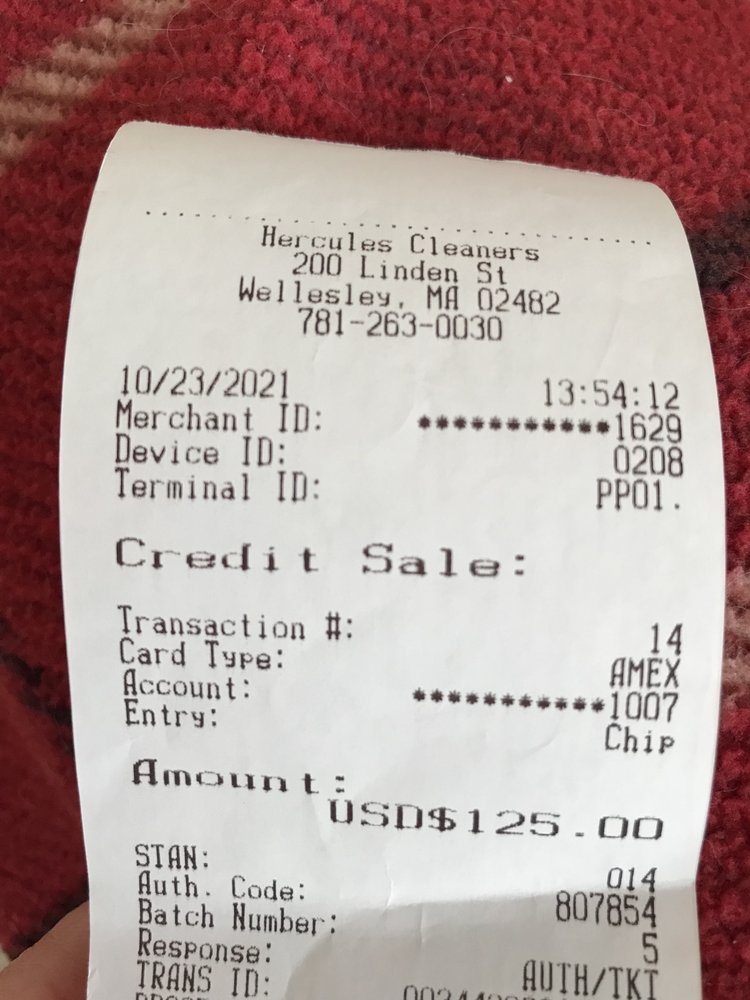 Hercules Cleaners
200 Linden St
Wellesley, MA 02482
781-263-0030
10/23/2021 13:54:12
Merchant ID: ***********1629
Device ID: 0208
Terminal ID: PP01.
Credit Sale:
Transaction #: 14
Card Type: AMEX
Account: ***********1007
Entry: Chip
Amount:
USD$125.00
STAN: 014
Auth. Code: 807854
Batch Number: 5
Response: AUTH/TKT
TRANS ID: